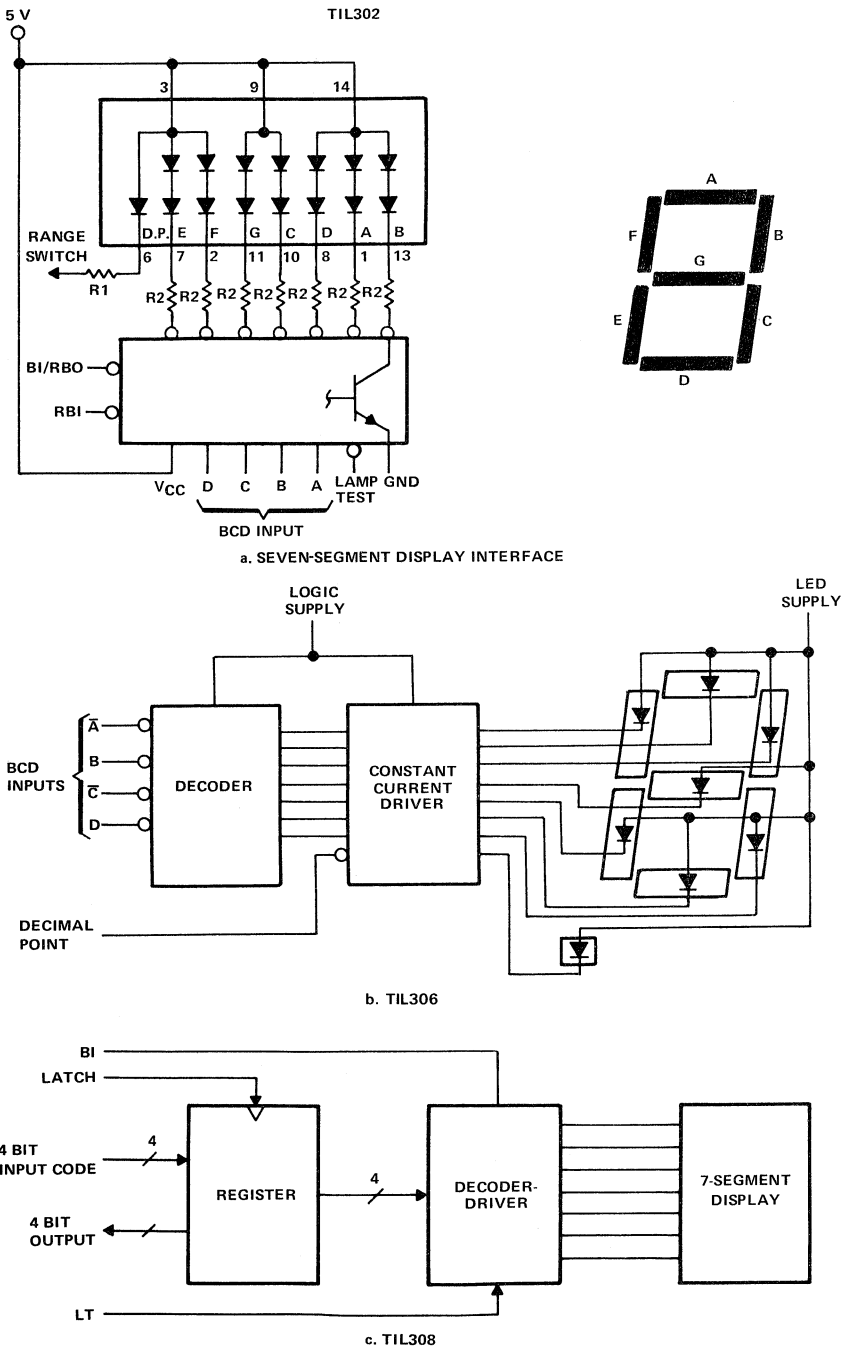 5 V
TIL302
3 9 14
D.P. E F G C D A B
RANGE SWITCH
6 7 2 11 10 8 1 13
R1
R2 R2 R2 R2 R2 R2
BI/RBO
RBI
VCC D C B A LAMP TEST GND
BCD INPUT
A
F
B
G
E
C
D
a. SEVEN-SEGMENT DISPLAY INTERFACE
LOGIC
SUPPLY
LED
SUPPLY
BCD
INPUTS
A̅
B
C̅
D
DECODER
CONSTANT
CURRENT
DRIVER
DECIMAL
POINT
b. TIL306
BI
LATCH
4 BIT
INPUT CODE
4
REGISTER
4
DECODER-
DRIVER
7-SEGMENT
DISPLAY
4 BIT
OUTPUT
LT
c. TIL308